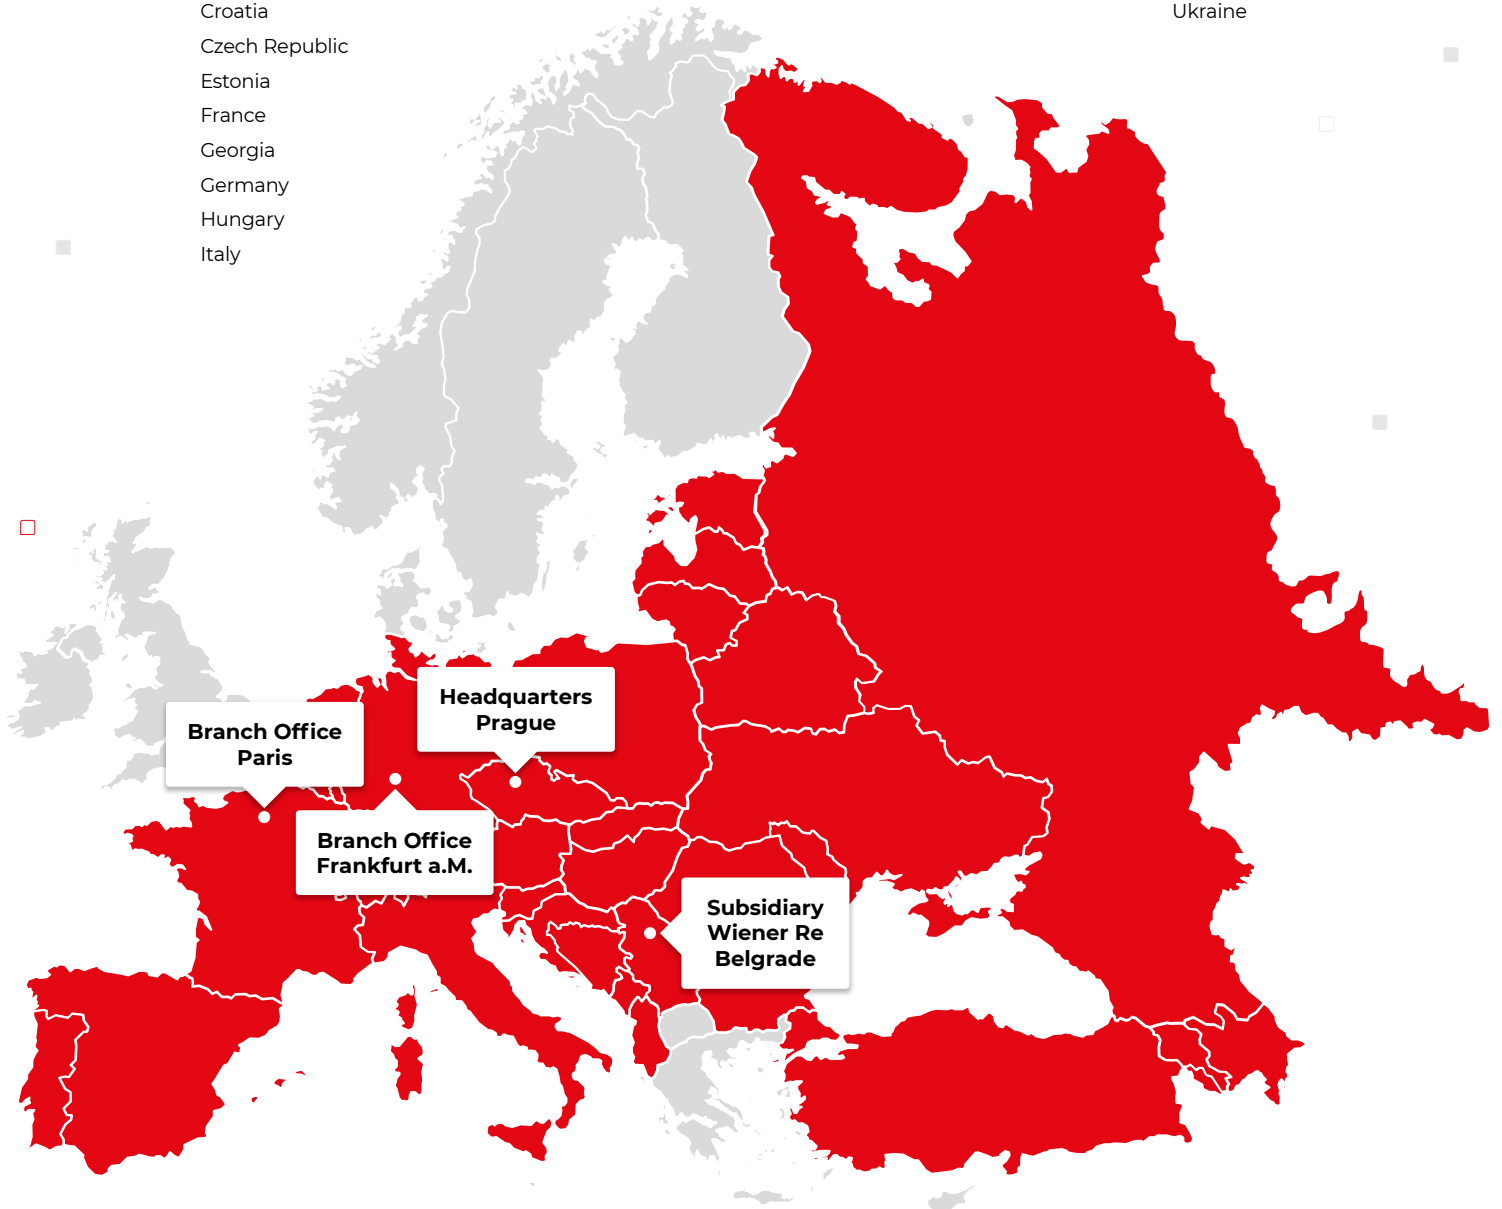 Croatia
Czech Republic
Estonia
France
Georgia
Germany
Hungary
Italy
Ukraine
Headquarters
Prague
Branch Office
Paris
Branch Office
Frankfurt a.M.
Subsidiary
Wiener Re
Belgrade